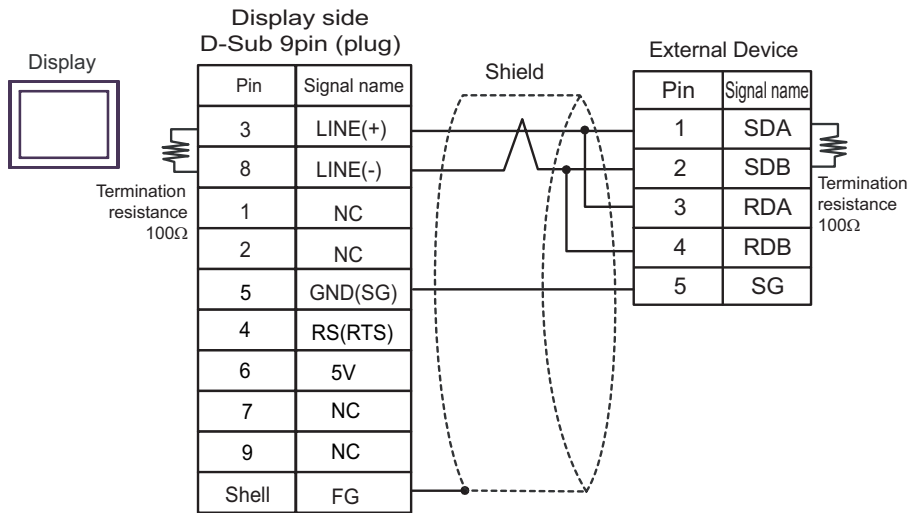 Display side
D-Sub 9pin (plug)
Display
Shield
External Device
Pin Signal name
3 LINE(+)
8 LINE(-)
1 NC
2 NC
5 GND(SG)
4 RS(RTS)
6 5V
7 NC
9 NC
Shell FG
Termination
resistance
100Ω
Pin Signal name
1 SDA
2 SDB
3 RDA
4 RDB
5 SG
Termination
resistance
100Ω